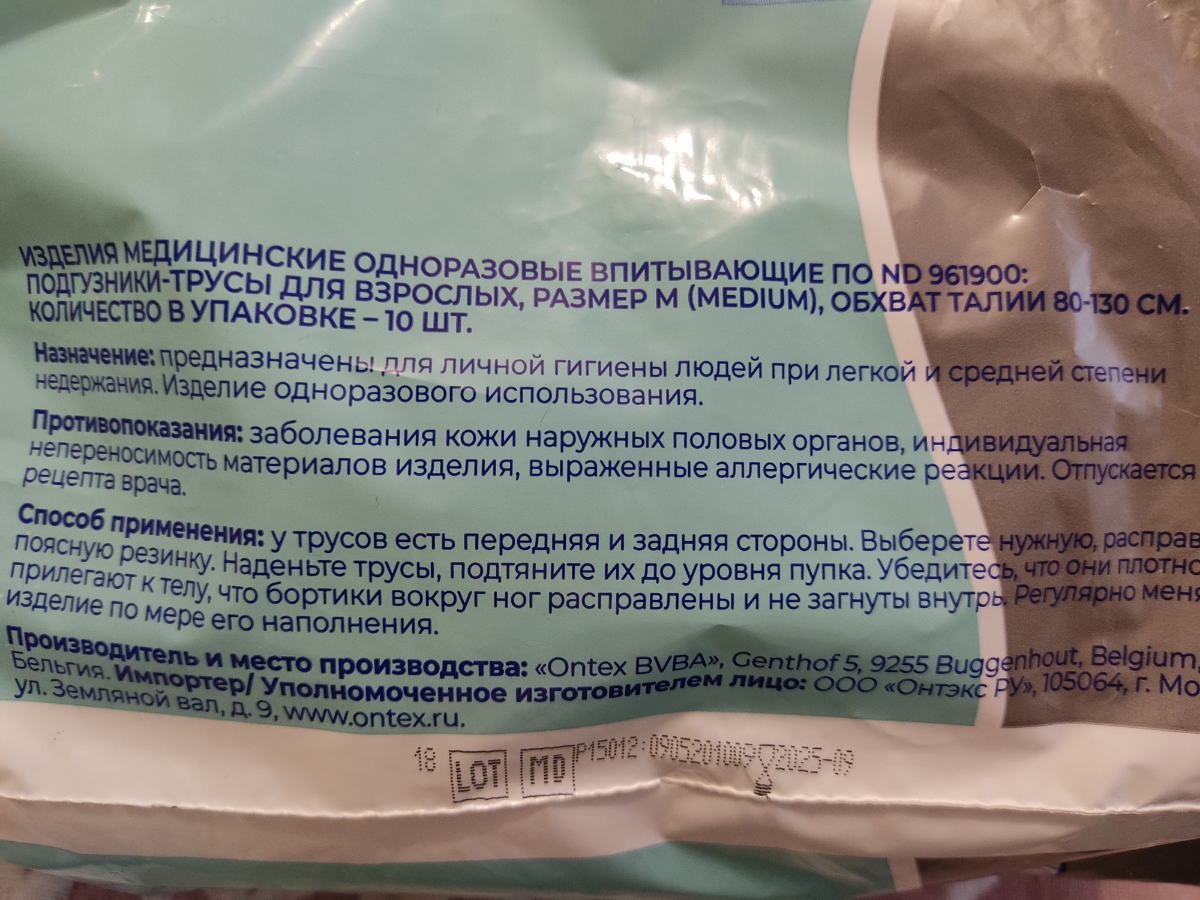 ИЗДЕЛИЯ МЕДИЦИНСКИЕ ОДНОРАЗОВЫЕ ВПИТЫВАЮЩИЕ ПО ND 961900:
ПОДГУЗНИКИ-ТРУСЫ ДЛЯ ВЗРОСЛЫХ, РАЗМЕР M (MEDIUM), ОБХВАТ ТАЛИИ 80-130 СМ.
КОЛИЧЕСТВО В УПАКОВКЕ – 10 ШТ.
Назначение: предназначены для личной гигиены людей при легкой и средней степени
недержания. Изделие одноразового использования.
Противопоказания: заболевания кожи наружных половых органов, индивидуальная
непереносимость материалов изделия, выраженные аллергические реакции. Отпускается
рецепта врача.
Способ применения: у трусов есть передняя и задняя стороны. Выберете нужную, расправ
поясную резинку. Наденьте трусы, подтяните их до уровня пупка. Убедитесь, что они плотно
прилегают к телу, что бортики вокруг ног расправлены и не загнуты внутрь. Регулярно меня
изделие по мере его наполнения.
Производитель и место производства: «Ontex BVBA», Genthof 5, 9255 Buggenhout, Belgium,
Бельгия. Импортер/ Уполномоченное изготовителем лицо: ООО «ОНТЭКС РУ», 105064, г. Мо
ул. Земляной вал, д. 9, www.ontex.ru.
18 LOT MD P15012:0905201009 2025-09